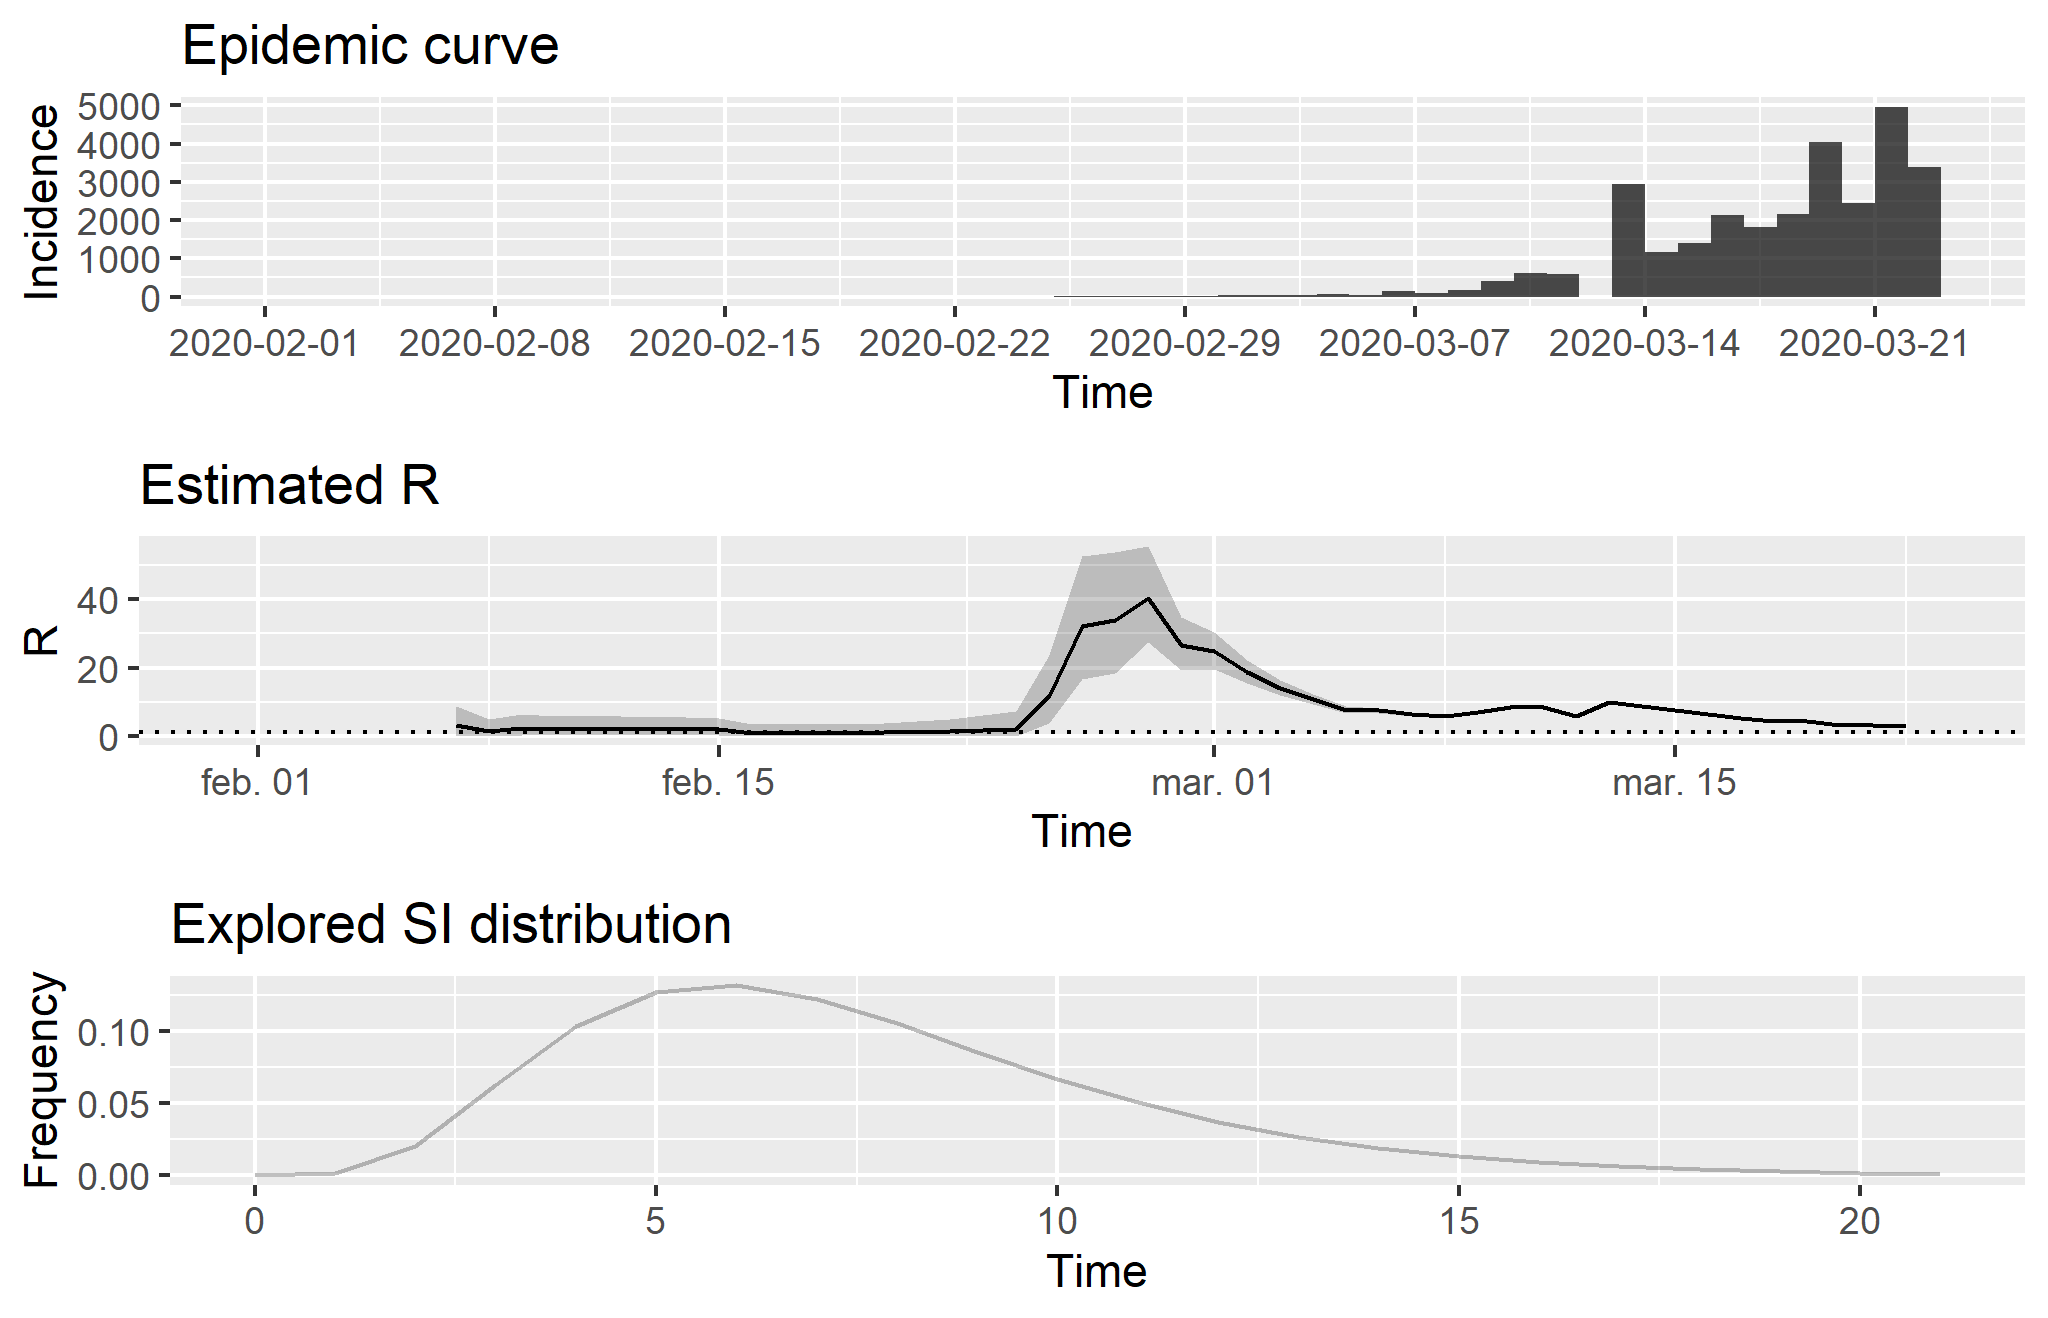 Epidemic curve
Incidence
5000
4000
3000
2000
1000
0
2020-02-01 2020-02-08 2020-02-15 2020-02-22 2020-02-29 2020-03-07 2020-03-14 2020-03-21
Time
Estimated R
R
40
20
0
feb. 01 feb. 15 mar. 01 mar. 15
Time
Explored SI distribution
Frequency
0.10
0.05
0.00
0 5 10 15 20
Time